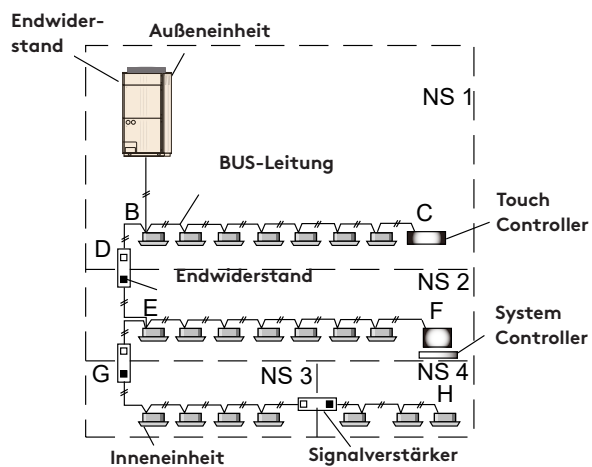 Endwider-
stand
Außeneinheit
NS 1
BUS-Leitung
B
C
Touch
Controller
D
Endwiderstand
NS 2
E
F
System
Controller
G
NS 3
NS 4
H
Inneneinheit
Signalverstärker